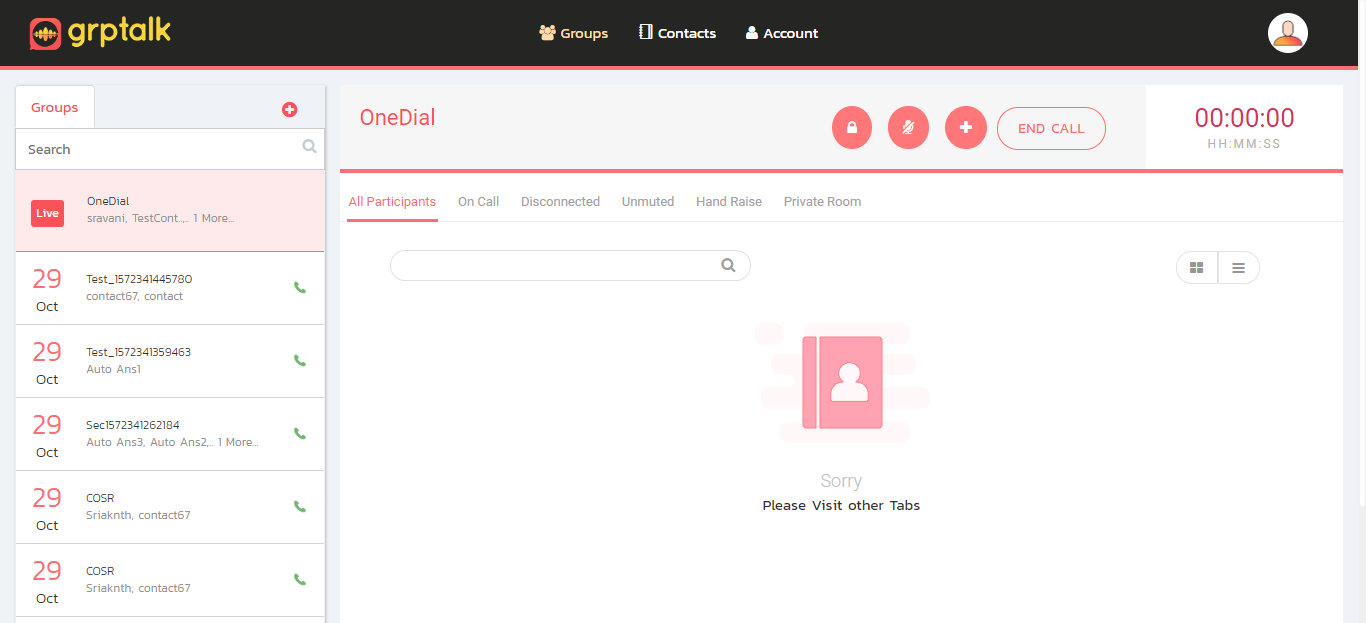 grptalk
Groups
Contacts
Account
Groups
Search
Live
OneDial
sravani, TestCont..,.. 1 More...
29
Oct
Test_1572341445780
contact67, contact
29
Oct
Test_1572341359463
Auto Ans1
29
Oct
Sec1572341262184
Auto Ans3, Auto Ans2,.. 1 More...
29
Oct
COSR
Sriaknth, contact67
29
Oct
COSR
Sriaknth, contact67
OneDial
END CALL
00:00:00
HH:MM:SS
All Participants
On Call
Disconnected
Unmuted
Hand Raise
Private Room
Sorry
Please Visit other Tabs